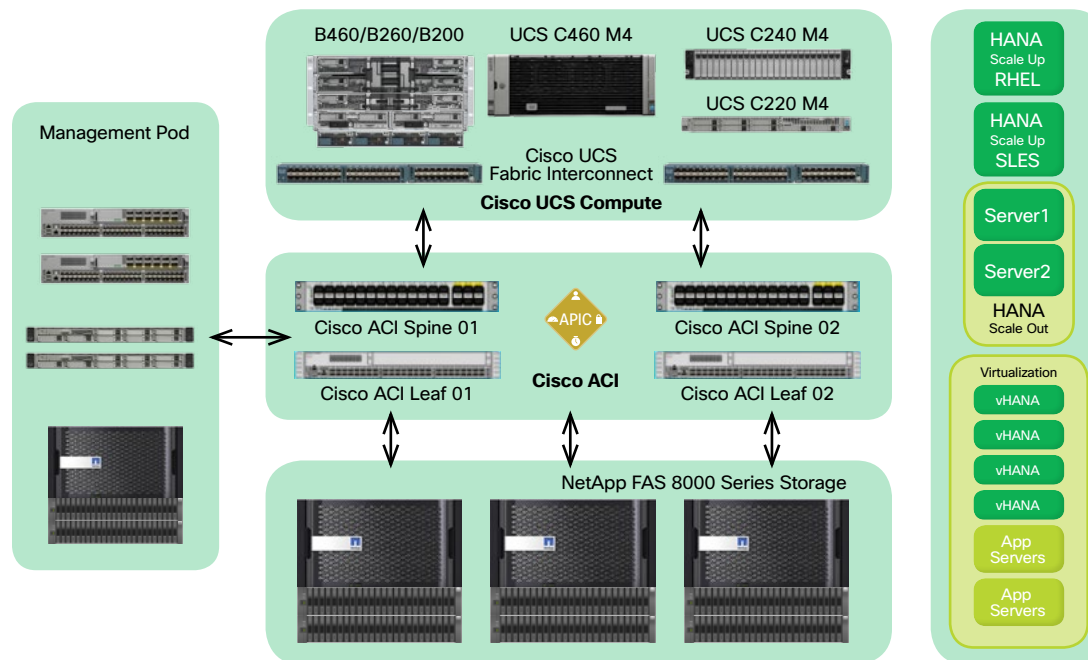 Management Pod
B460/B260/B200
UCS C460 M4
UCS C240 M4
UCS C220 M4
Cisco UCS
Fabric Interconnect
Cisco UCS Compute
Cisco ACI Spine 01
APIC
Cisco ACI Spine 02
Cisco ACI Leaf 01
Cisco ACI
Cisco ACI Leaf 02
NetApp FAS 8000 Series Storage
HANA
Scale Up
RHEL
HANA
Scale Up
SLES
Server1
Server2
HANA
Scale Out
Virtualization
vHANA
vHANA
vHANA
vHANA
App
Servers
App
Servers